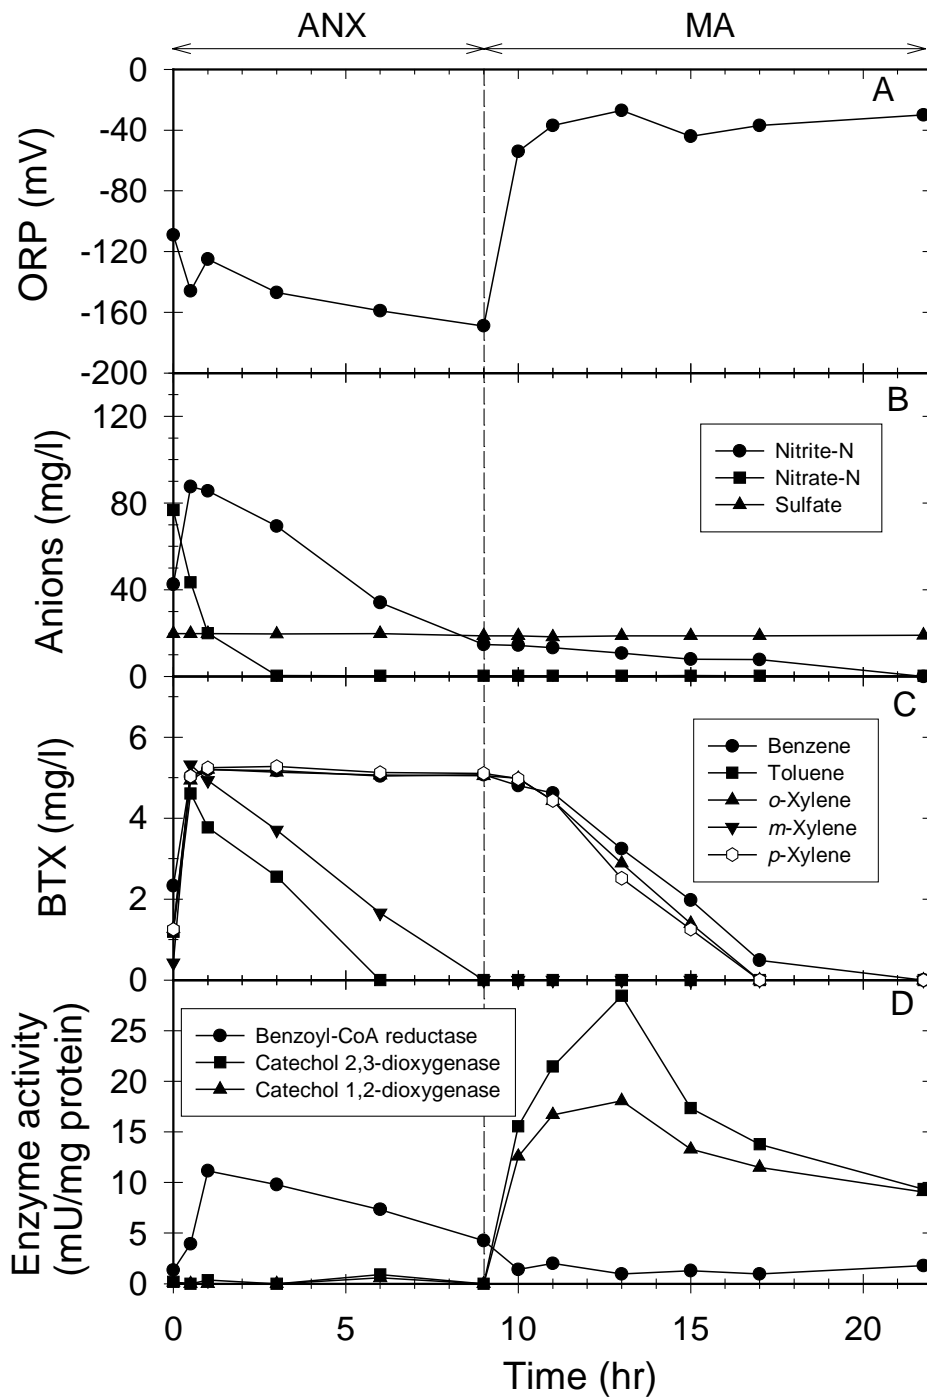 ANX MA
0
-40
-80
-120
-160
-200
ORP (mV)
A
120
80
40
0
Anions (mg/l)
B
Nitrite-N
Nitrate-N
Sulfate
6
4
2
0
BTX (mg/l)
C
Benzene
Toluene
o-Xylene
m-Xylene
p-Xylene
25
20
15
10
5
0
Enzyme activity
(mU/mg protein)
D
Benzoyl-CoA reductase
Catechol 2,3-dioxygenase
Catechol 1,2-dioxygenase
0 5 10 15 20
Time (hr)